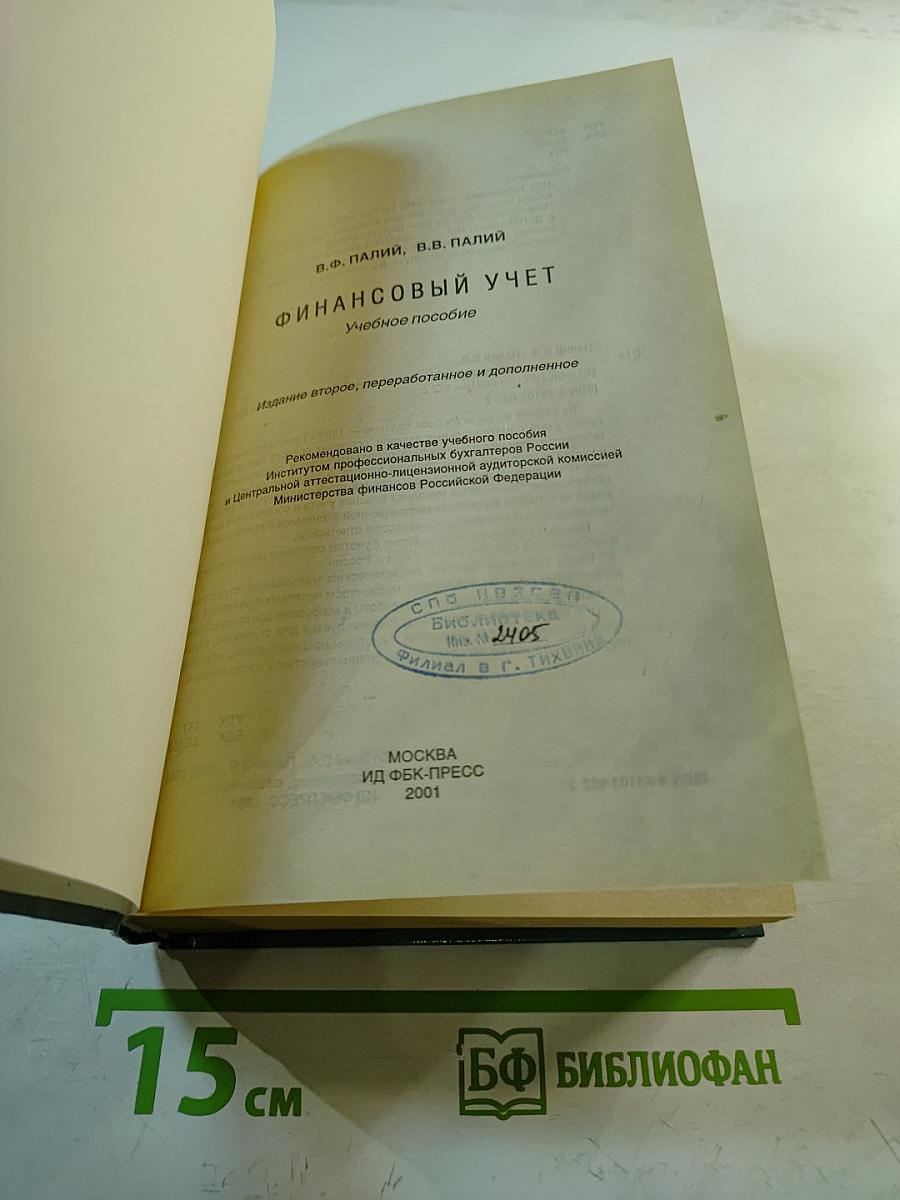 В.Ф. ПАЛИЙ, В.В. ПАЛИЙ
ФИНАНСОВЫЙ УЧЕТ
Учебное пособие
Издание второе, переработанное и дополненное
Рекомендовано в качестве учебного пособия
Институтом профессиональных бухгалтеров России
и Центральной аттестационно-лицензионной аудиторской комиссией
Министерства финансов Российской Федерации
Библиотека
Инв. № 2405
Филиал в г. Тихвине
МОСКВА
ИД ФБК-ПРЕСС
2001
15 см
БФ БИБЛИОФАН